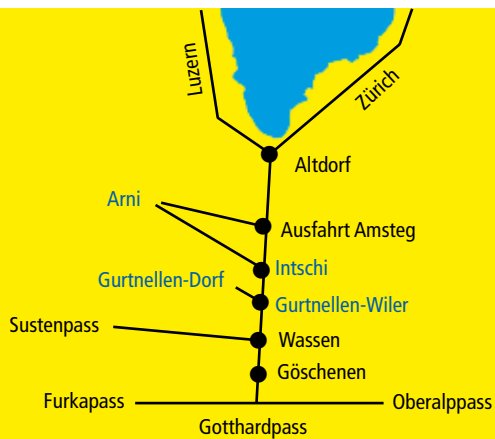 Luzern
Zürich
Altdorf
Arni
Ausfahrt Amsteg
Intschi
Gurtnellen-Dorf
Gurtnellen-Wiler
Sustenpass
Wassen
Göschenen
Furkapass
Oberalppass
Gotthardpass